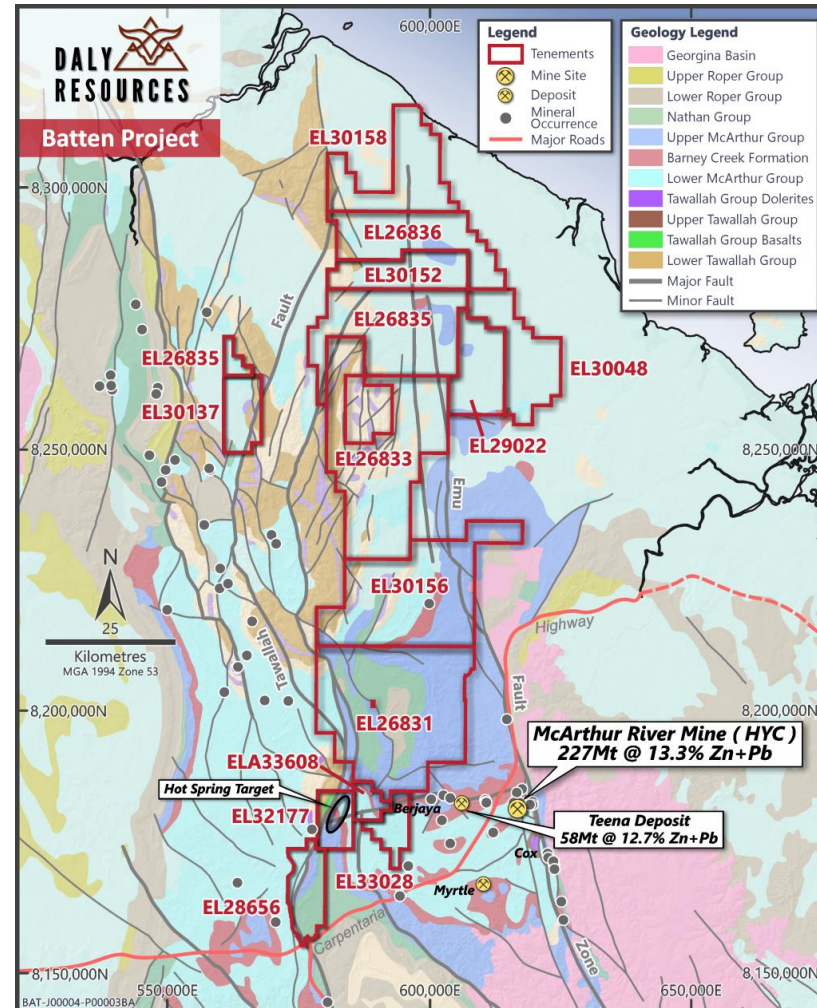 DALY
RESOURCES
Batten Project
600,000E
Legend
Tenements
Mine Site
Deposit
Mineral
Occurrence
Major Roads
Geology Legend
Georgina Basin
Upper Roper Group
Lower Roper Group
Nathan Group
Upper McArthur Group
Barney Creek Formation
Lower McArthur Group
Tawallah Group Dolerites
Upper Tawallah Group
Tawallah Group Basalts
Lower Tawallah Group
Major Fault
Minor Fault
EL30158
8,300,000N
EL26836
EL30152
Fault
EL26835
EL26835
EL30048
EL30137
EL29022
EL26833
8,250,000N
8,250,000N
Emu
N
25
Kilometres
MGA 1994 Zone 53
EL30156
Highway
Tawallah
Fault
8,200,000N
8,200,000N
EL26831
McArthur River Mine ( HYC )
227Mt @ 13.3% Zn+Pb
ELA33608
Hot Spring Target
Berjaya
EL32177
Teena Deposit
58Mt @ 12.7% Zn+Pb
Cox
EL33028
Myrtle
EL28656
Carpentaria
Zone
8,150,000N
8,150,000N
550,000E
600,000E
650,000E
BAT-J00004-P00003BA